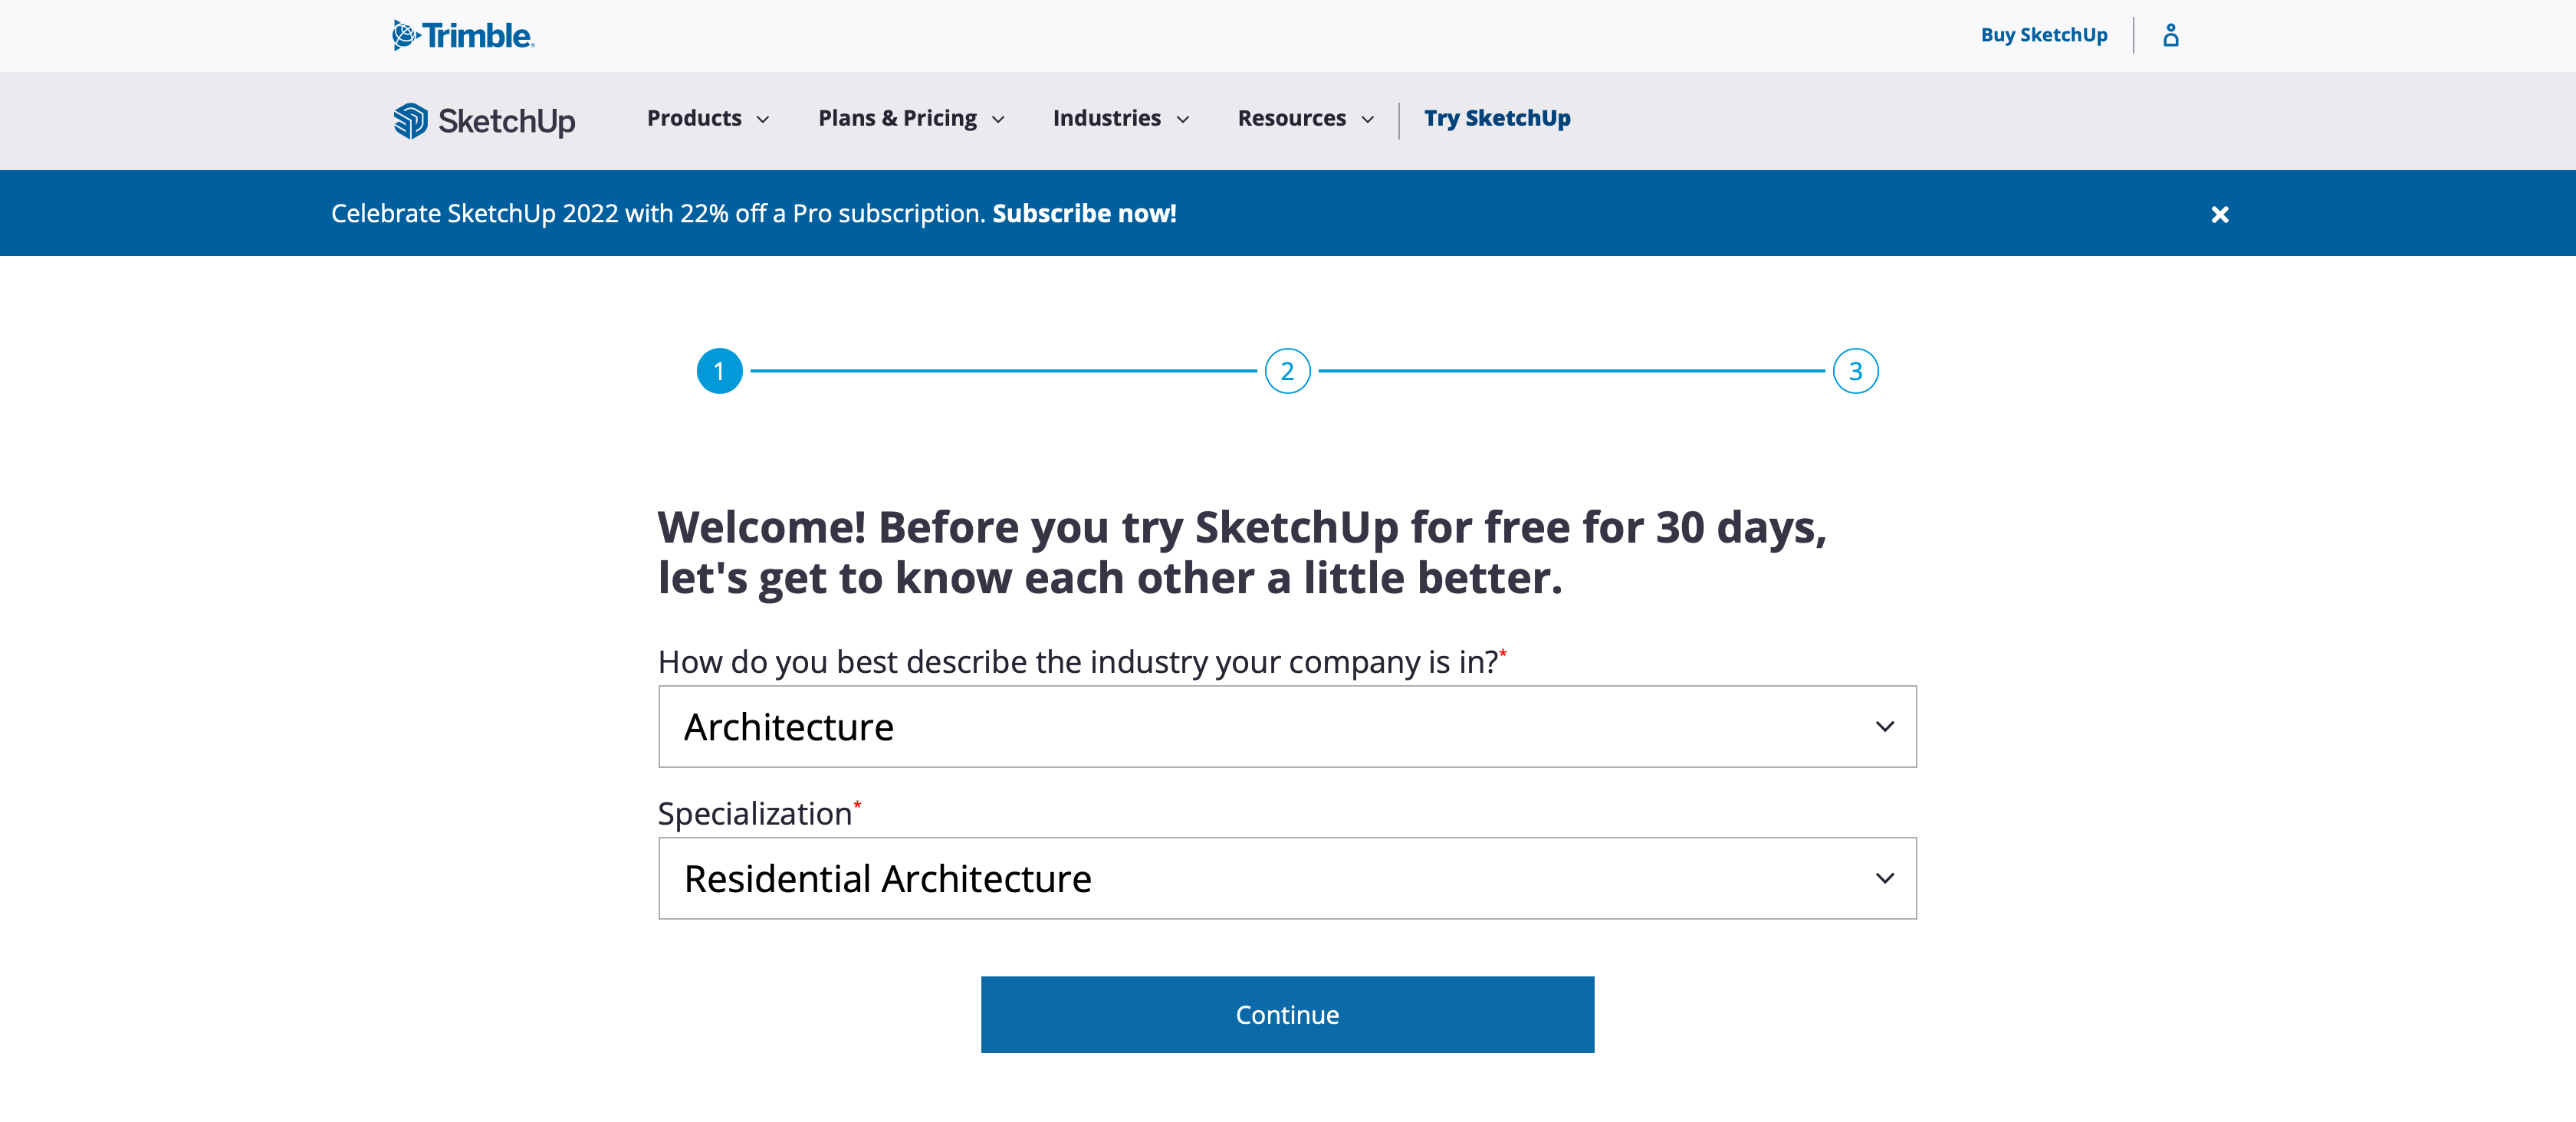 Trimble
Buy SketchUp
SketchUp
Products
Plans & Pricing
Industries
Resources
Try SketchUp
Celebrate SketchUp 2022 with 22% off a Pro subscription. Subscribe now!
1
2
3
Welcome! Before you try SketchUp for free for 30 days,
let's get to know each other a little better.
How do you best describe the industry your company is in?*
Architecture
Specialization*
Residential Architecture
Continue